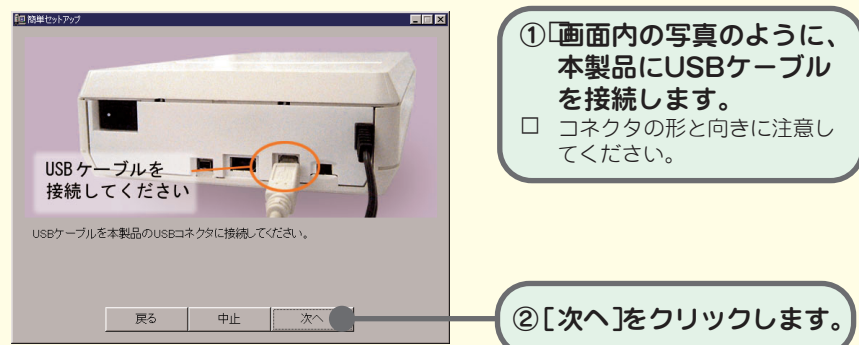 簡単セットアップ
USBケーブルを
接続してください
USBケーブルを本製品のUSBコネクタに接続してください。
戻る
中止
次へ
①画面内の写真のように、
本製品にUSBケーブル
を接続します。
□ コネクタの形と向きに注意し
てください。
②[次へ]をクリックします。